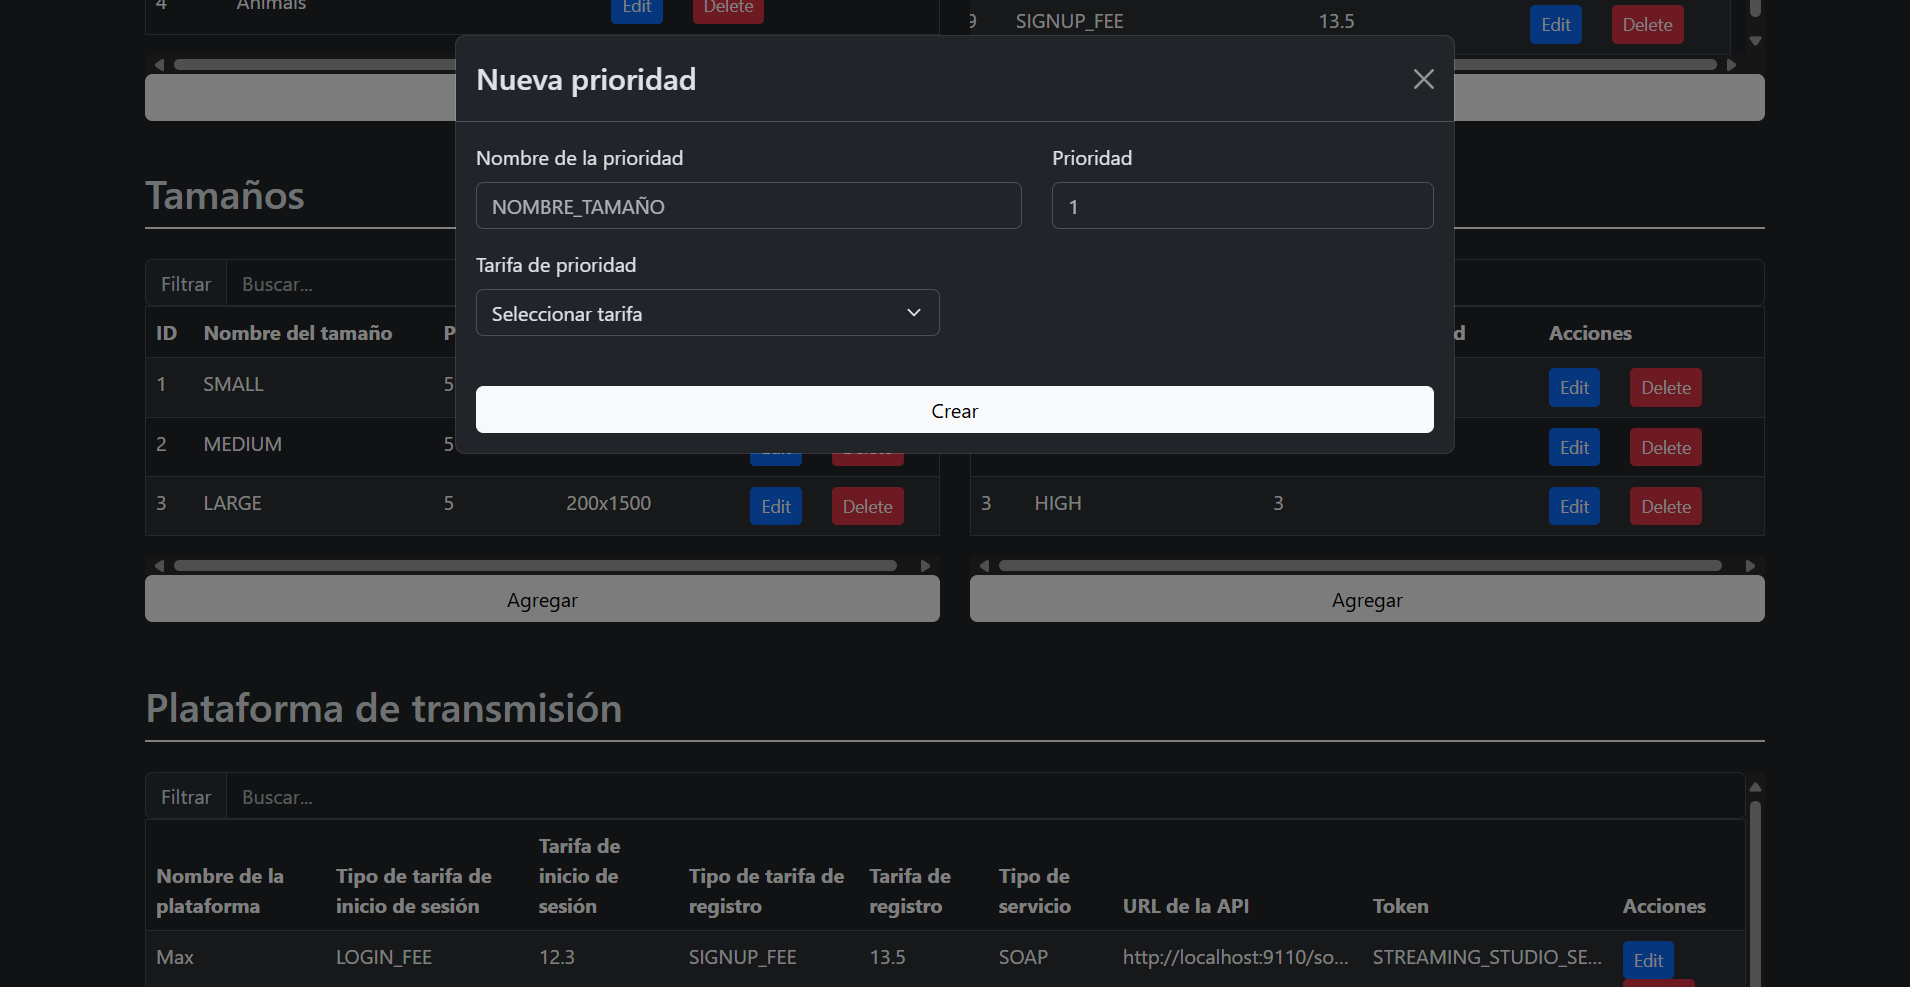 4 Animals Edit Delete
9 SIGNUP_FEE 13.5 Edit Delete
Nueva prioridad
Nombre de la prioridad Prioridad
NOMBRE_TAMAÑO 1
Tarifa de prioridad
Seleccionar tarifa
Crear
Tamaños
Filtrar Buscar...
ID Nombre del tamaño P
1 SMALL 5
2 MEDIUM 5
3 LARGE 5 200x1500 Edit Delete
Agregar
d Acciones
Edit Delete
Edit Delete
3 HIGH 3 Edit Delete
Agregar
Plataforma de transmisión
Filtrar Buscar...
Nombre de la plataforma Tipo de tarifa de inicio de sesión Tarifa de inicio de sesión Tipo de tarifa de registro Tarifa de registro Tipo de servicio URL de la API Token Acciones
Max LOGIN_FEE 12.3 SIGNUP_FEE 13.5 SOAP http://localhost:9110/so... STREAMING_STUDIO_SE... Edit